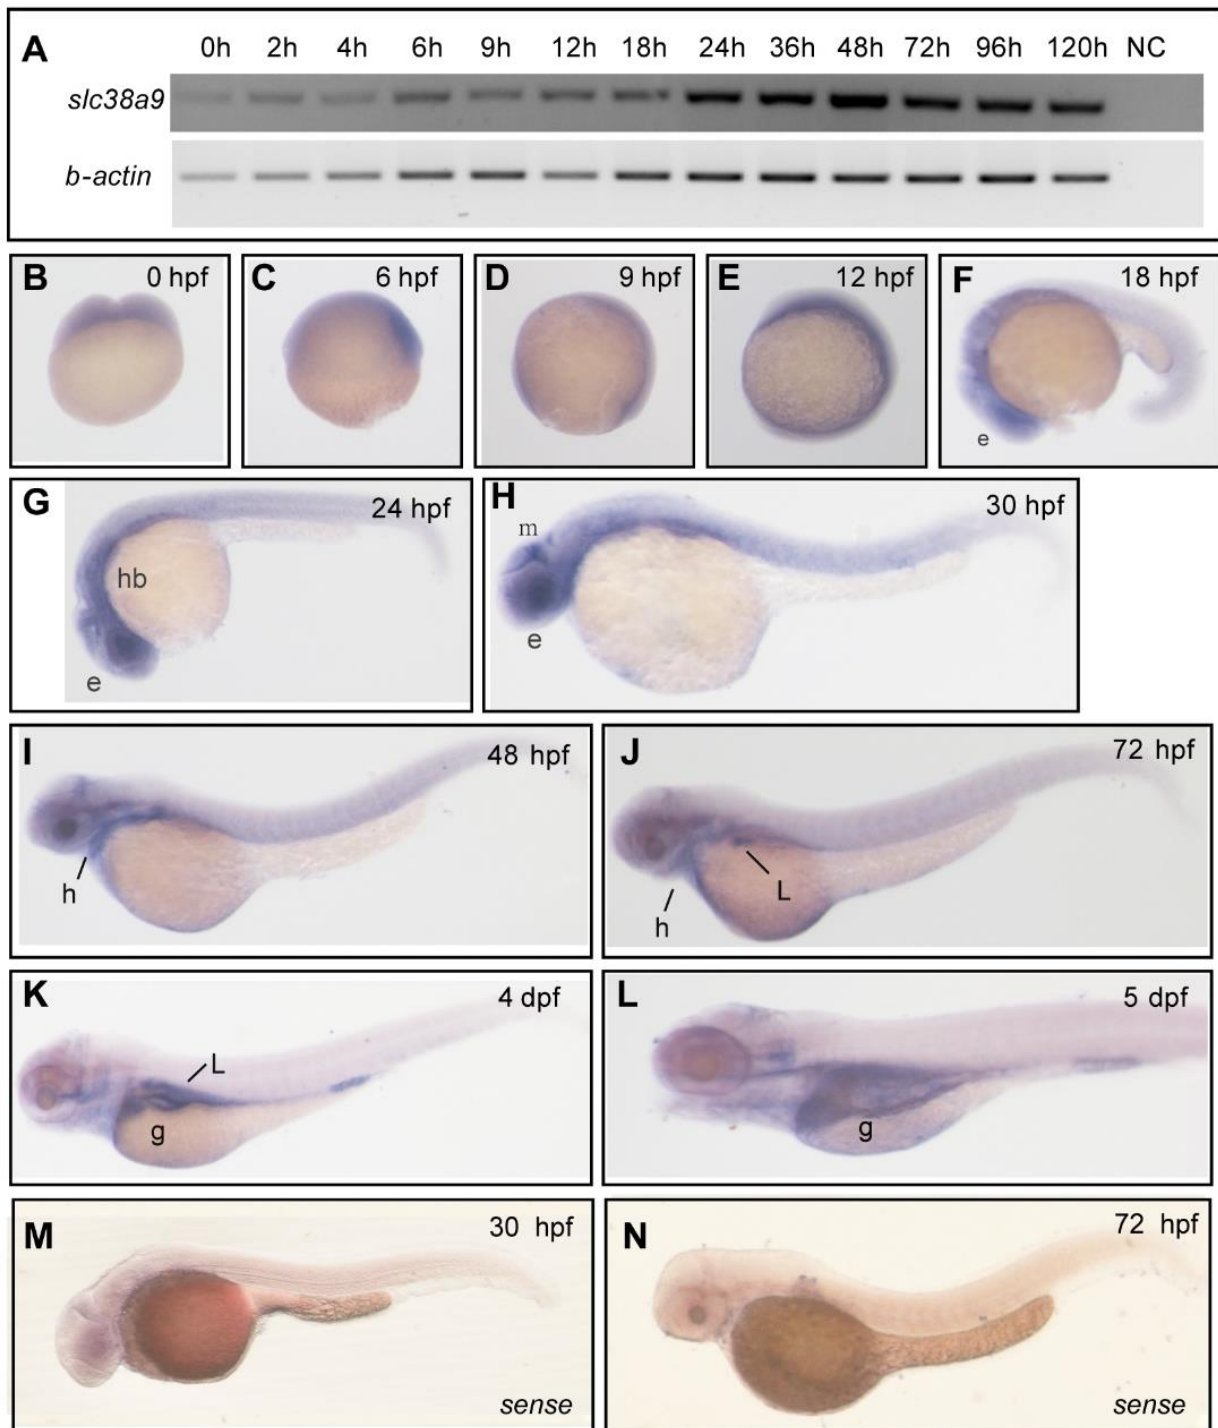 A 0h 2h 4h 6h 9h 12h 18h 24h 36h 48h 72h 96h 120h NC
slc38a9
b-actin
B 0 hpf
C 6 hpf
D 9 hpf
E 12 hpf
F 18 hpf
e
G 24 hpf
hb
e
H 30 hpf
m
e
I 48 hpf
h
J 72 hpf
L
h
K 4 dpf
L
g
L 5 dpf
g
M 30 hpf
sense
N 72 hpf
sense